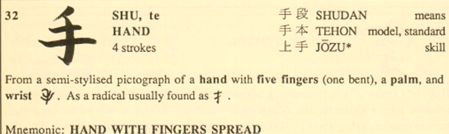 32
手
SHU, te
HAND
4 strokes
手段 SHUDAN means
手本 TEHON model, standard
上手 JŌZU* skill
From a semi-stylised pictograph of a hand with five fingers (one bent), a palm, and
wrist . As a radical usually found as 扌.
Mnemonic: HAND WITH FINGERS SPREAD